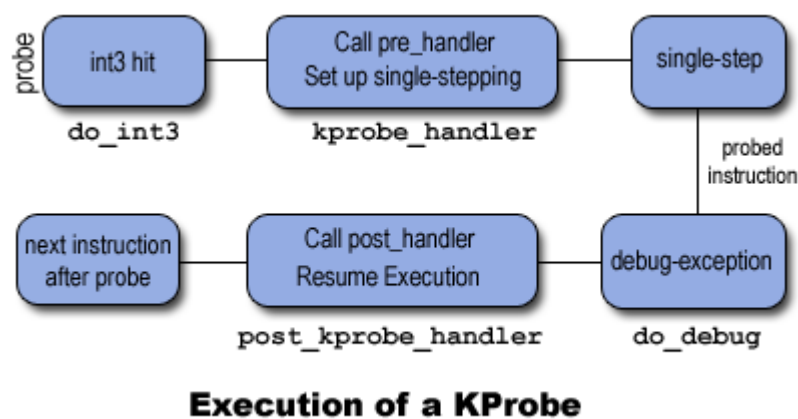 probe
int3 hit
do_int3
Call pre_handler
Set up single-stepping
kprobe_handler
single-step
probed
instruction
debug-exception
do_debug
Call post_handler
Resume Execution
post_kprobe_handler
next instruction
after probe
Execution of a KProbe